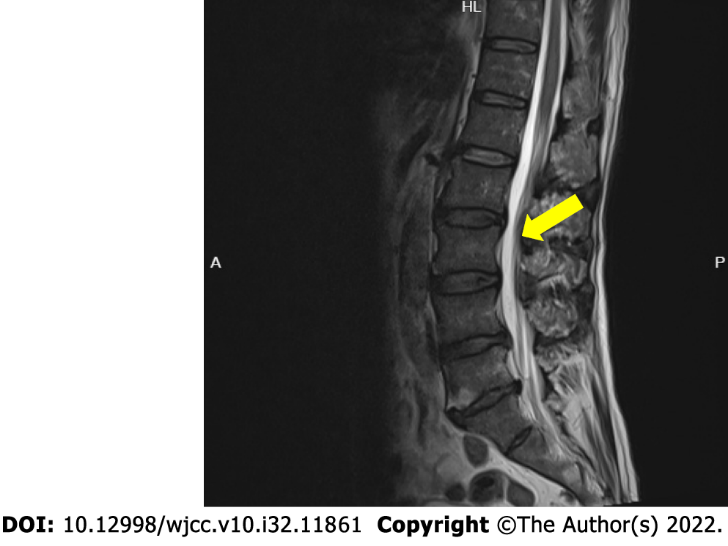 HL
A
P
DOI: 10.12998/wjcc.v10.i32.11861 Copyright ©The Author(s) 2022.